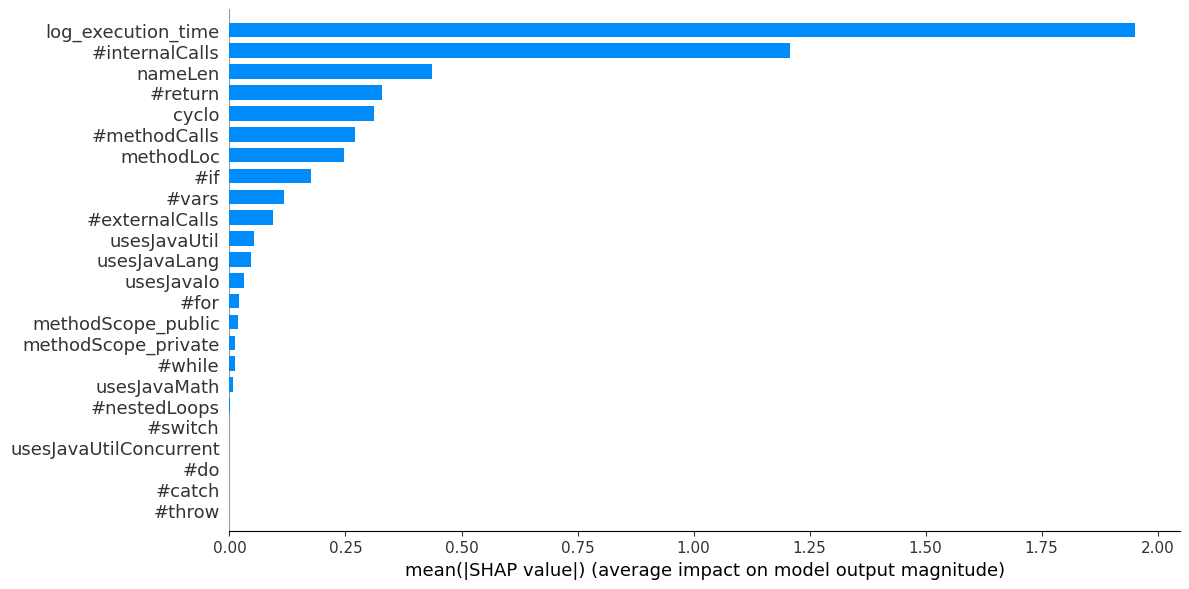 log_execution_time
#internalCalls
nameLen
#return
cyclo
#methodCalls
methodLoc
#if
#vars
#externalCalls
usesJavaUtil
usesJavaLang
usesJavaIo
#for
methodScope_public
methodScope_private
#while
usesJavaMath
#nestedLoops
#switch
usesJavaUtilConcurrent
#do
#catch
#throw
0.00 0.25 0.50 0.75 1.00 1.25 1.50 1.75 2.00
mean(|SHAP value|) (average impact on model output magnitude)